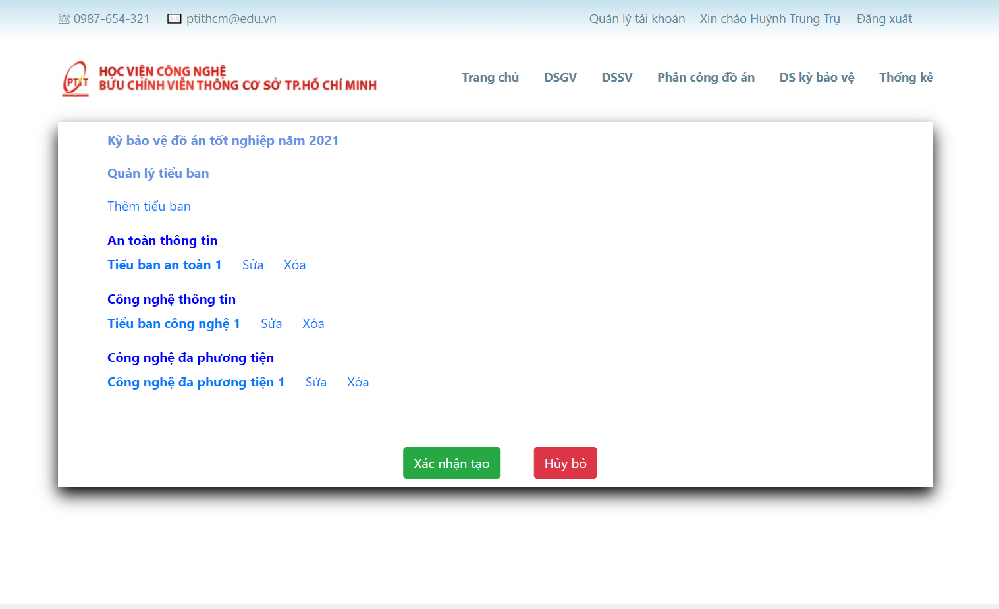 0987-654-321 ptithcm@edu.vn Quản lý tài khoản Xin chào Huỳnh Trung Trụ Đăng xuất
HỌC VIỆN CÔNG NGHỆ
BƯU CHÍNH VIỄN THÔNG CƠ SỞ TP.HỒ CHÍ MINH
PTIT
Trang chủ DSGV DSSV Phân công đồ án DS kỳ bảo vệ Thống kê
Kỳ bảo vệ đồ án tốt nghiệp năm 2021
Quản lý tiểu ban
Thêm tiểu ban
An toàn thông tin
Tiểu ban an toàn 1 Sửa Xóa
Công nghệ thông tin
Tiểu ban công nghệ 1 Sửa Xóa
Công nghệ đa phương tiện
Công nghệ đa phương tiện 1 Sửa Xóa
Xác nhận tạo Hủy bỏ